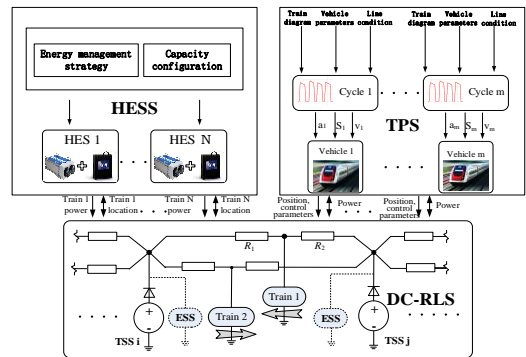 Energy management
strategy
Capacity
configuration
HESS
HES 1
HES N
Train
diagram
Vehicle
parameters
Line
condition
Train
diagram
Vehicle
parameters
Line
condition
Cycle 1
Cycle m
TPS
a1 S1 v1
am Sm vm
Vehicle 1
Vehicle m
Train 1
power
Train 1
location
Train N
power
Train N
location
Position,
control
parameters
Power
Position,
control
parameters
Power
R1
R2
Train 1
DC-RLS
ESS
Train 2
ESS
TSS i
TSS j